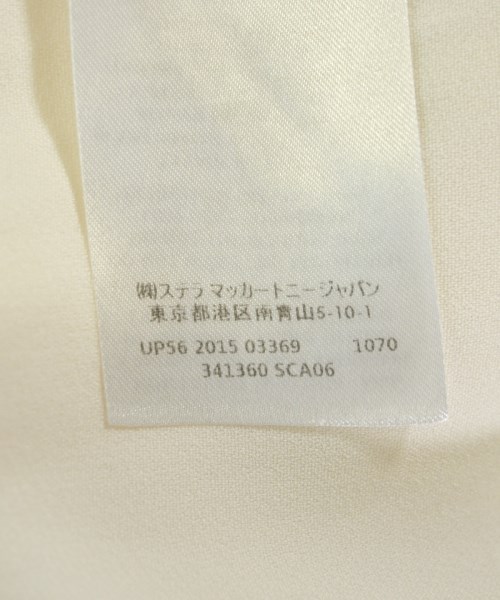 ㈱ステラ マッカートニー ジャパン
東京都港区南青山5-10-1
UP56 2015 03369 1070
341360 SCA06